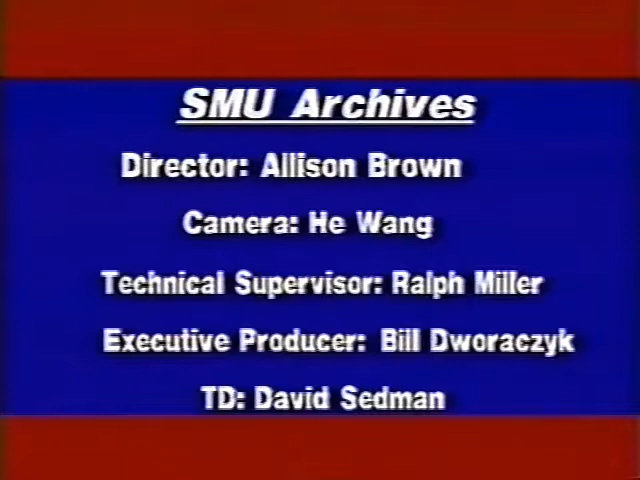 SMU Archives
Director: Allison Brown
Camera: He Wang
Technical Supervisor: Ralph Miller
Executive Producer: Bill Dworaczyk
TD: David Sedman